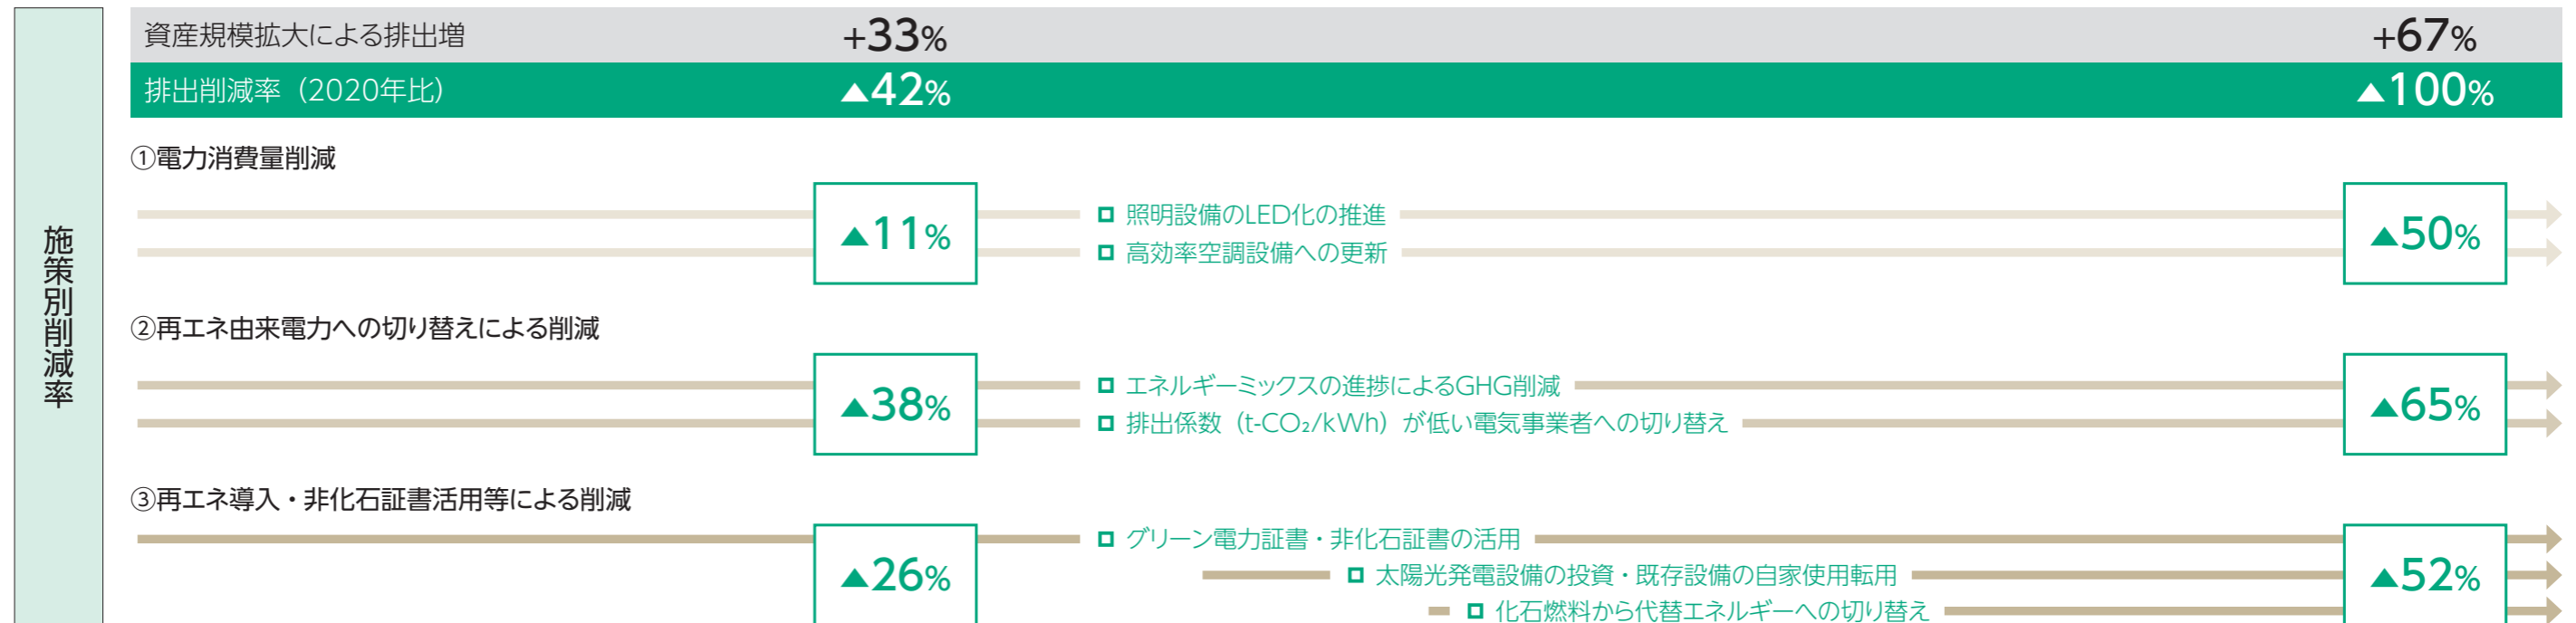 施策別削減率
資産規模拡大による排出増 +33% +67%
排出削減率（2020年比） ▲42% ▲100%
①電力消費量削減
▲11%
照明設備のLED化の推進
高効率空調設備への更新
▲50%
②再エネ由来電力への切り替えによる削減
▲38%
エネルギーミックスの進捗によるGHG削減
排出係数（t-CO₂/kWh）が低い電気事業者への切り替え
▲65%
③再エネ導入・非化石証書活用等による削減
▲26%
グリーン電力証書・非化石証書の活用
太陽光発電設備の投資・既存設備の自家使用転用
化石燃料から代替エネルギーへの切り替え
▲52%